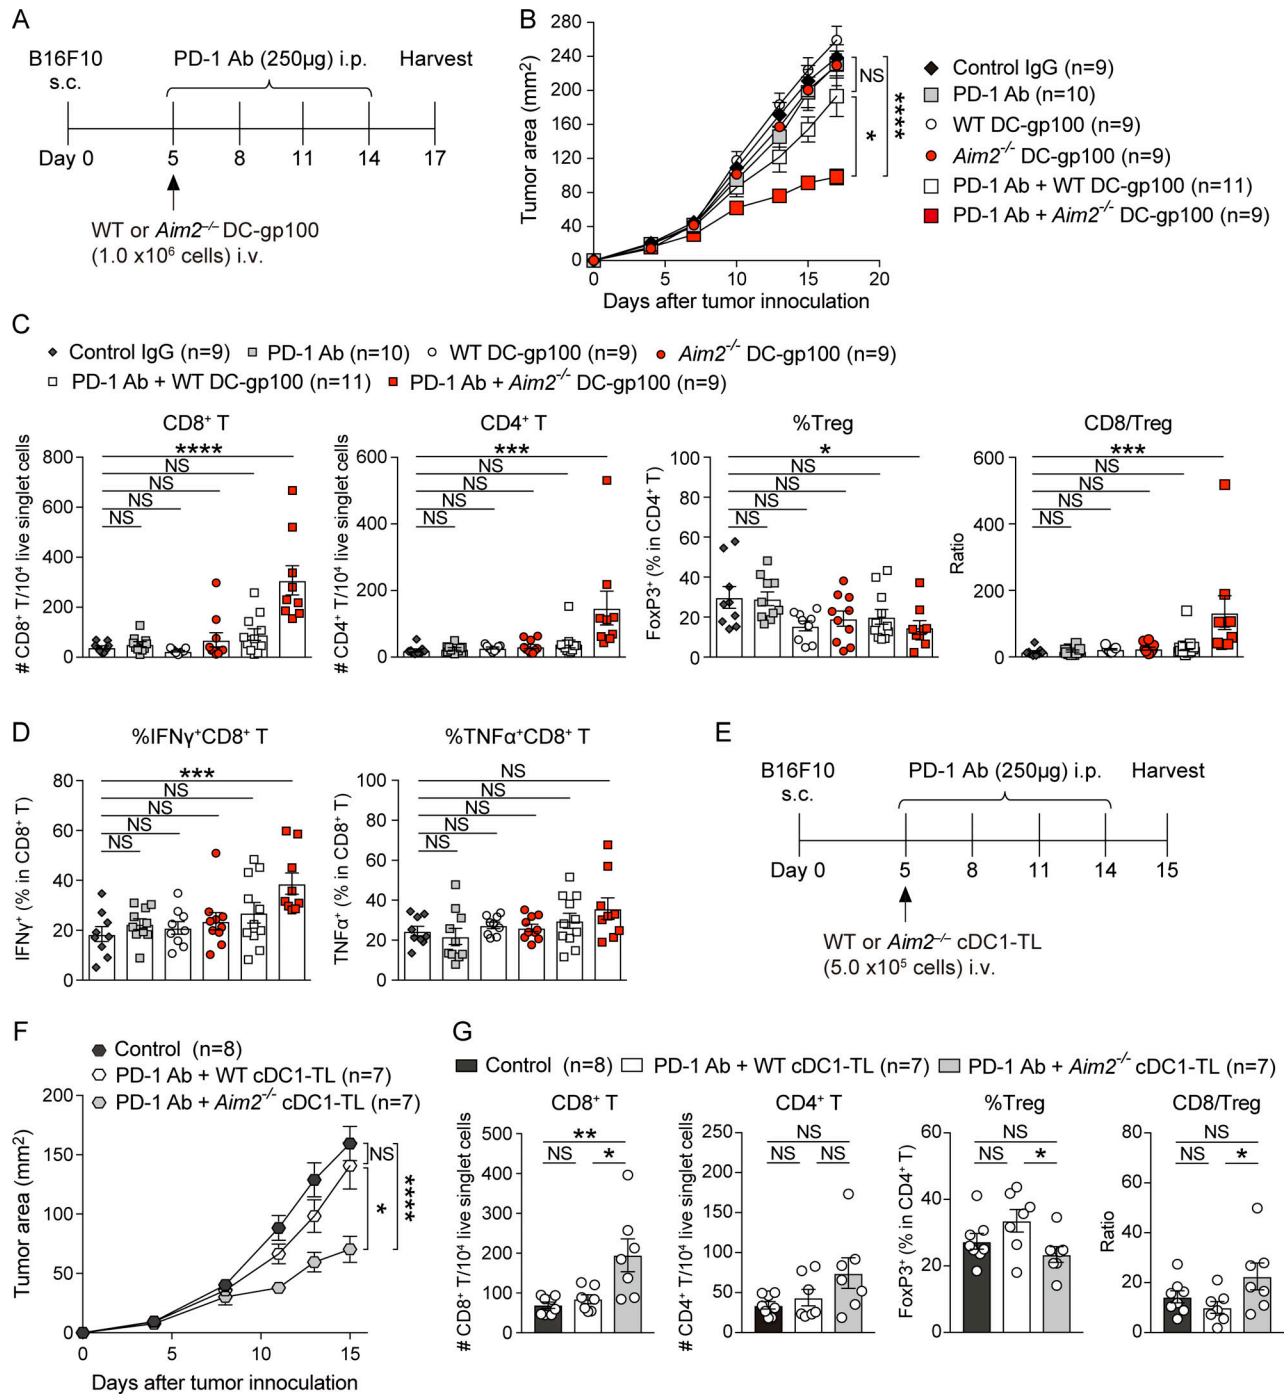 A
B16F10 PD-1 Ab (250µg) i.p. Harvest
s.c.
Day 0 5 8 11 14 17
WT or Aim2⁻/⁻ DC-gp100
(1.0 x10⁶ cells) i.v.
B
Tumor area (mm²)
280
240
200
160
120
80
40
0
0 5 10 15 20
Days after tumor innoculation
NS
*
****
Control IgG (n=9)
PD-1 Ab (n=10)
WT DC-gp100 (n=9)
Aim2⁻/⁻ DC-gp100 (n=9)
PD-1 Ab + WT DC-gp100 (n=11)
PD-1 Ab + Aim2⁻/⁻ DC-gp100 (n=9)
C
Control IgG (n=9) PD-1 Ab (n=10) WT DC-gp100 (n=9) Aim2⁻/⁻ DC-gp100 (n=9)
PD-1 Ab + WT DC-gp100 (n=11) PD-1 Ab + Aim2⁻/⁻ DC-gp100 (n=9)
CD8⁺ T
# CD8⁺ T/10⁴ live singlet cells
800
600
400
200
0
****
NS
NS
NS
NS
CD4⁺ T
# CD4⁺ T/10⁴ live singlet cells
600
400
200
0
***
NS
NS
NS
NS
%Treg
FoxP3⁺ (% in CD4⁺ T)
100
80
60
40
20
0
*
NS
NS
NS
NS
CD8/Treg
Ratio
600
400
200
0
***
NS
NS
NS
NS
D
%IFNγ⁺CD8⁺ T
IFNγ⁺ (% in CD8⁺ T)
80
60
40
20
0
***
NS
NS
NS
NS
%TNFα⁺CD8⁺ T
TNFα⁺ (% in CD8⁺ T)
100
80
60
40
20
0
NS
NS
NS
NS
NS
E
B16F10 PD-1 Ab (250µg) i.p. Harvest
s.c.
Day 0 5 8 11 14 15
WT or Aim2⁻/⁻ cDC1-TL
(5.0 x10⁵ cells) i.v.
F
Control (n=8)
PD-1 Ab + WT cDC1-TL (n=7)
PD-1 Ab + Aim2⁻/⁻ cDC1-TL (n=7)
Tumor area (mm²)
200
150
100
50
0
0 5 10 15
Days after tumor innoculation
NS
*
****
G
Control (n=8) PD-1 Ab + WT cDC1-TL (n=7) PD-1 Ab + Aim2⁻/⁻ cDC1-TL (n=7)
CD8⁺ T
# CD8⁺ T/10⁴ live singlet cells
500
400
300
200
100
0
**
NS *
CD4⁺ T
# CD4⁺ T/10⁴ live singlet cells
250
200
150
100
50
0
NS
NS NS
%Treg
FoxP3⁺ (% in CD4⁺ T)
60
40
20
0
NS
NS *
CD8/Treg
Ratio
80
60
40
20
0
NS
NS *